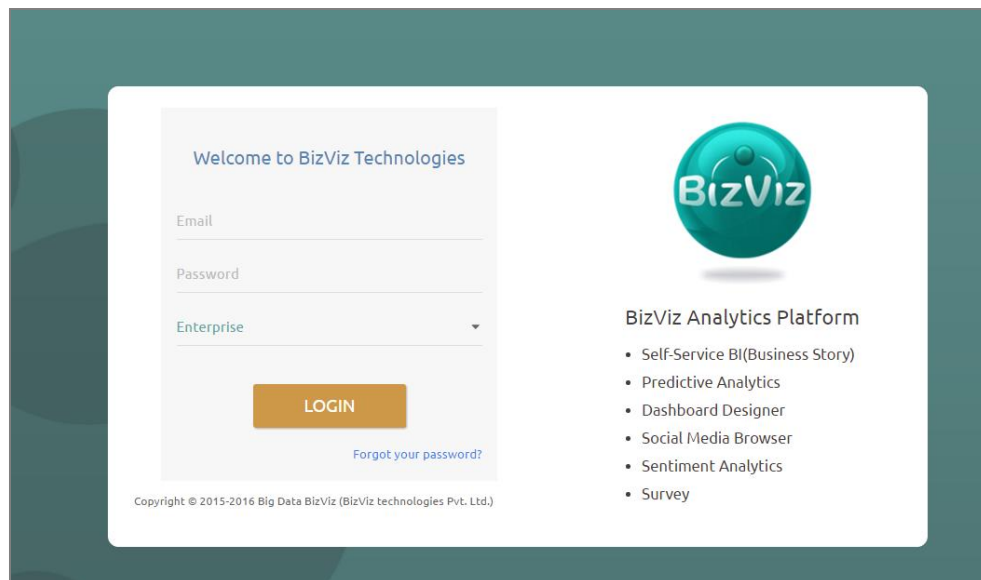 Welcome to BizViz Technologies
Email
Password
Enterprise
LOGIN
Forgot your password?
Copyright © 2015-2016 Big Data BizViz (BizViz technologies Pvt. Ltd.)
BizViz
BizViz Analytics Platform
• Self-Service BI(Business Story)
• Predictive Analytics
• Dashboard Designer
• Social Media Browser
• Sentiment Analytics
• Survey